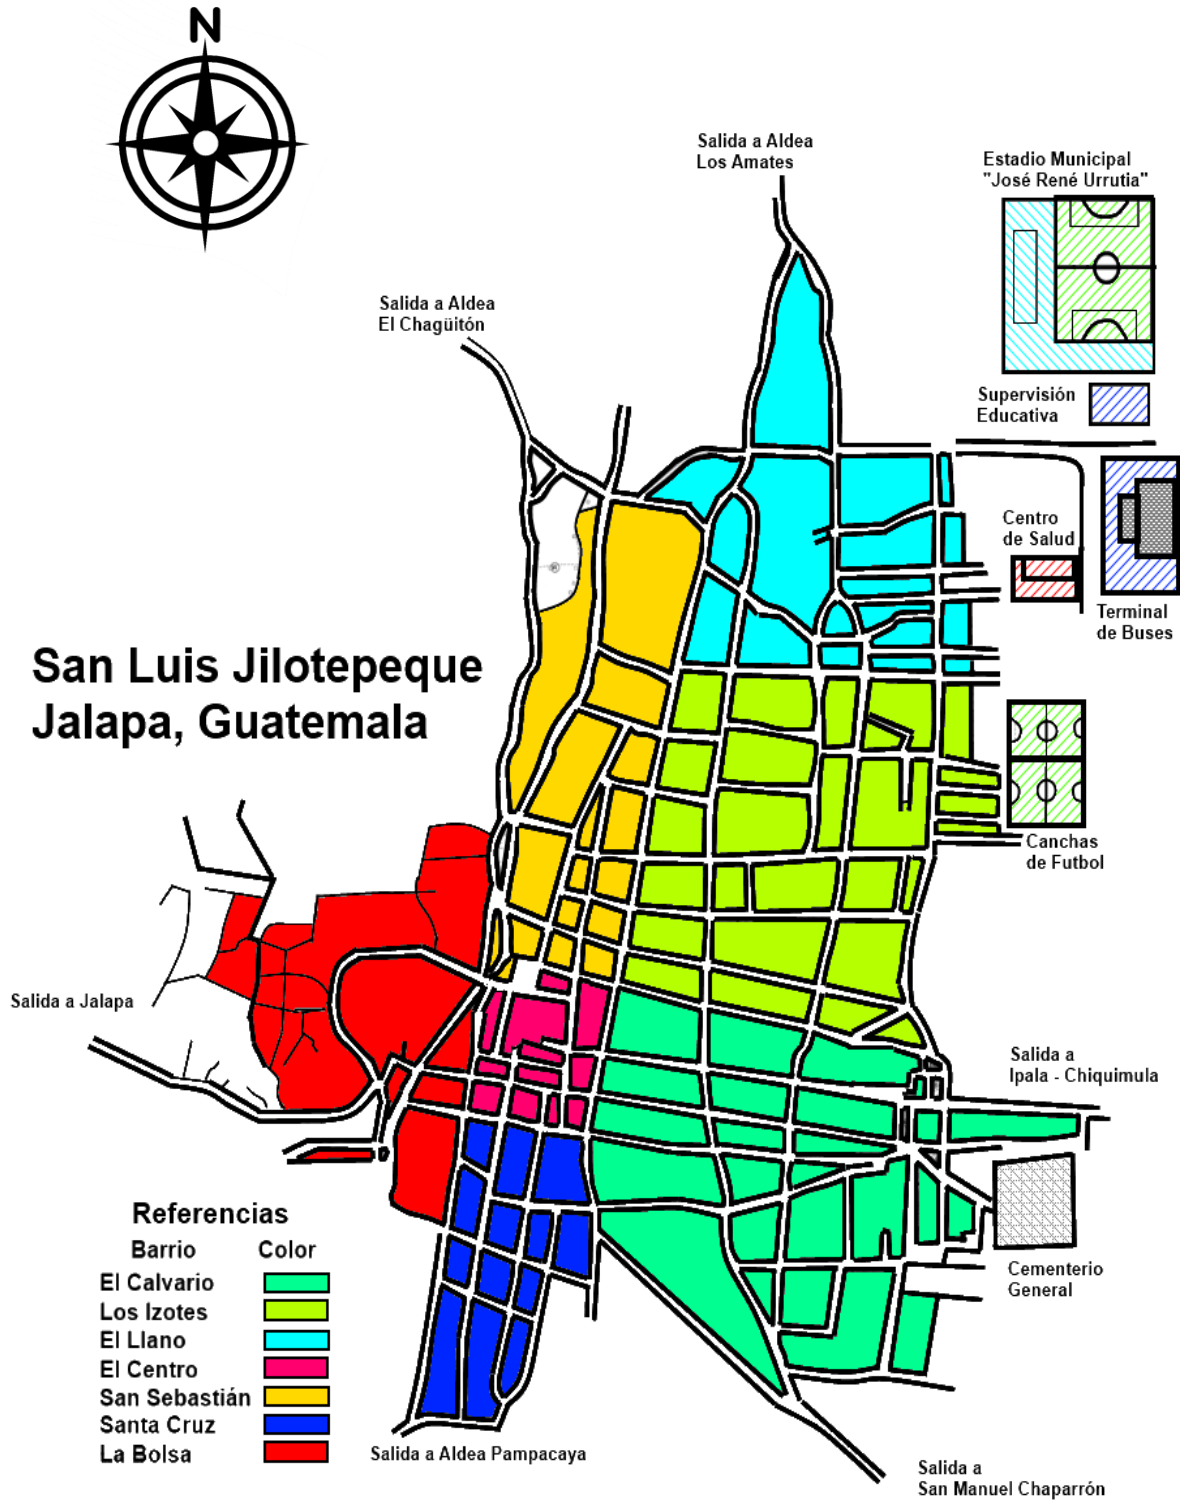 N
Salida a Aldea
Los Amates
Estadio Municipal
"José René Urrutia"
Salida a Aldea
El Chagüitón
Supervisión
Educativa
Centro
de Salud
Terminal
de Buses
San Luis Jilotepeque
Jalapa, Guatemala
Canchas
de Futbol
Salida a Jalapa
Salida a
Ipala - Chiquimula
Referencias
Barrio Color
El Calvario
Los Izotes
El Llano
El Centro
San Sebastián
Santa Cruz
La Bolsa
Cementerio
General
Salida a Aldea Pampacaya
Salida a
San Manuel Chaparrón